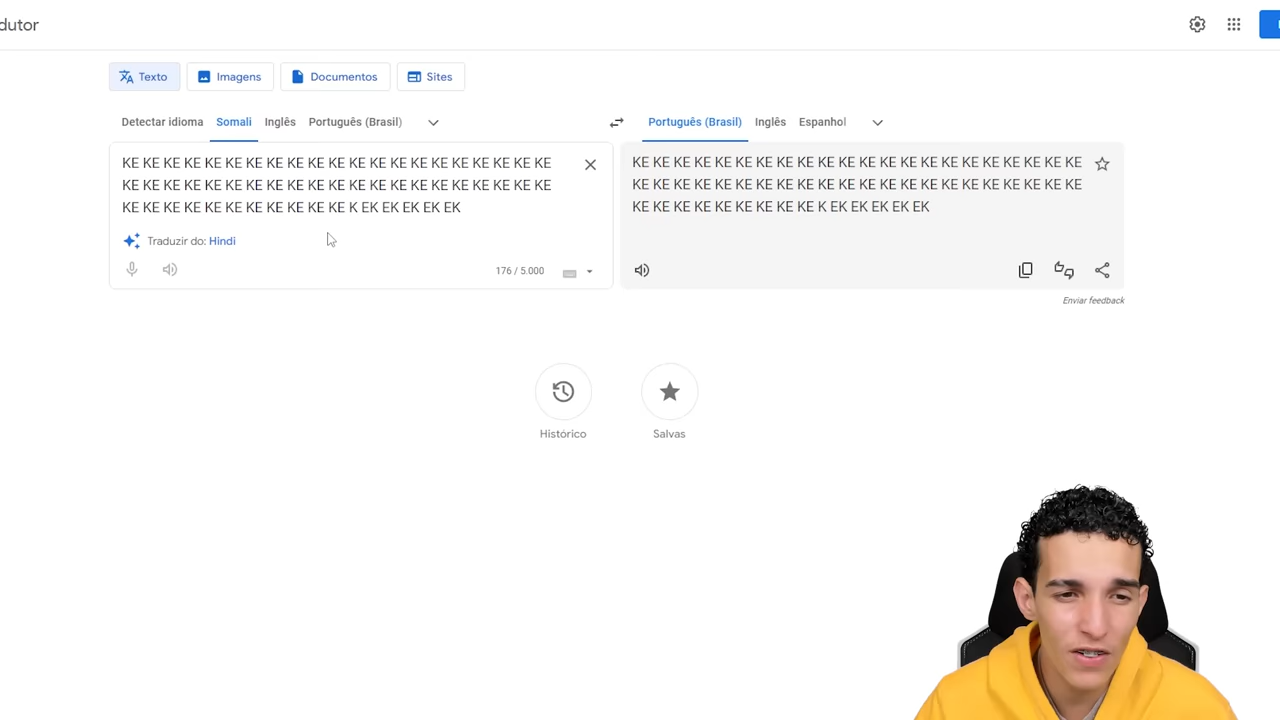 dutor
Texto
Imagens
Documentos
Sites
Detectar idioma Somali Inglês Português (Brasil)
Português (Brasil) Inglês Espanhol
KE KE KE KE KE KE KE KE KE KE KE KE KE KE KE KE KE KE KE KE KE
KE KE KE KE KE KE KE KE KE KE KE KE KE KE KE KE KE KE KE KE KE
KE KE KE KE KE KE KE KE KE KE KE K EK EK EK EK EK
Traduzir do: Hindi
176 / 5.000
KE KE KE KE KE KE KE KE KE KE KE KE KE KE KE KE KE KE KE KE KE KE
KE KE KE KE KE KE KE KE KE KE KE KE KE KE KE KE KE KE KE KE KE KE
KE KE KE KE KE KE KE KE KE K EK EK EK EK EK
Enviar feedback
Histórico
Salvas